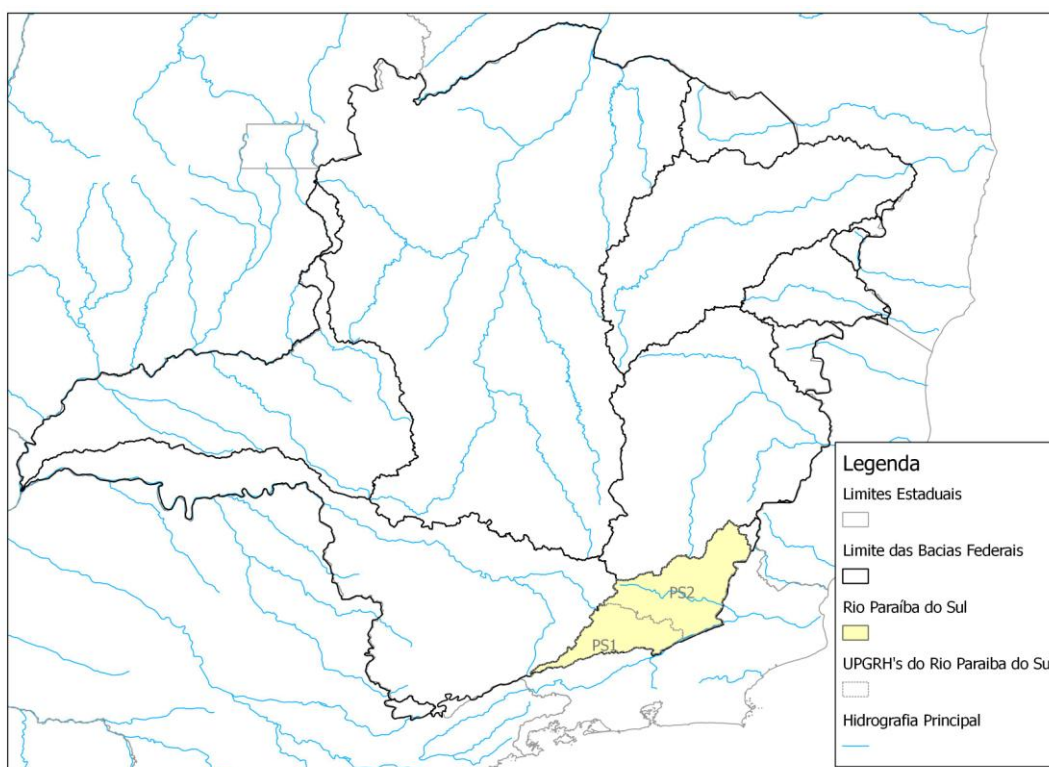 PS2
PS1
Legenda
Limites Estaduais
Limite das Bacias Federais
Rio Paraíba do Sul
UPGRH's do Rio Paraiba do Su
Hidrografia Principal